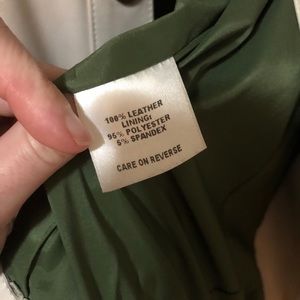 100% LEATHER
LINING:
95% POLYESTER
5% SPANDEX
CARE ON REVERSE